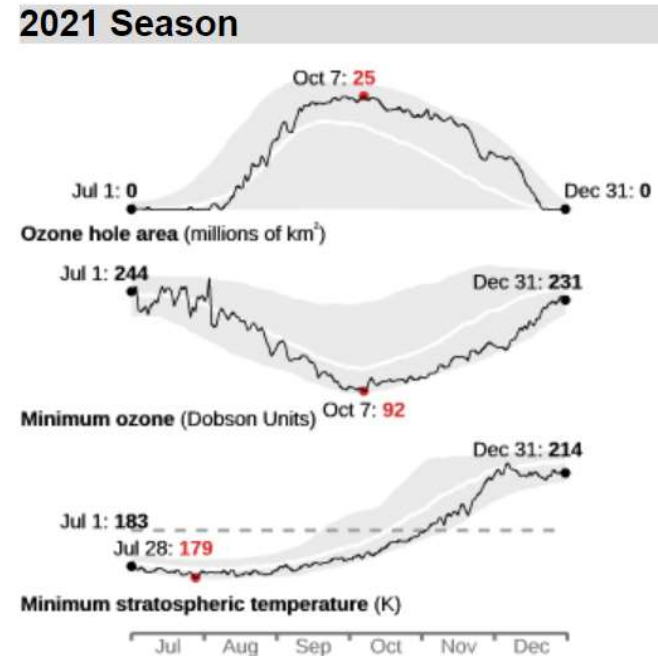 2021 Season
Oct 7: 25
Jul 1: 0
Dec 31: 0
Ozone hole area (millions of km²)
Jul 1: 244
Dec 31: 231
Oct 7: 92
Minimum ozone (Dobson Units)
Dec 31: 214
Jul 1: 183
Jul 28: 179
Minimum stratospheric temperature (K)
Jul Aug Sep Oct Nov Dec